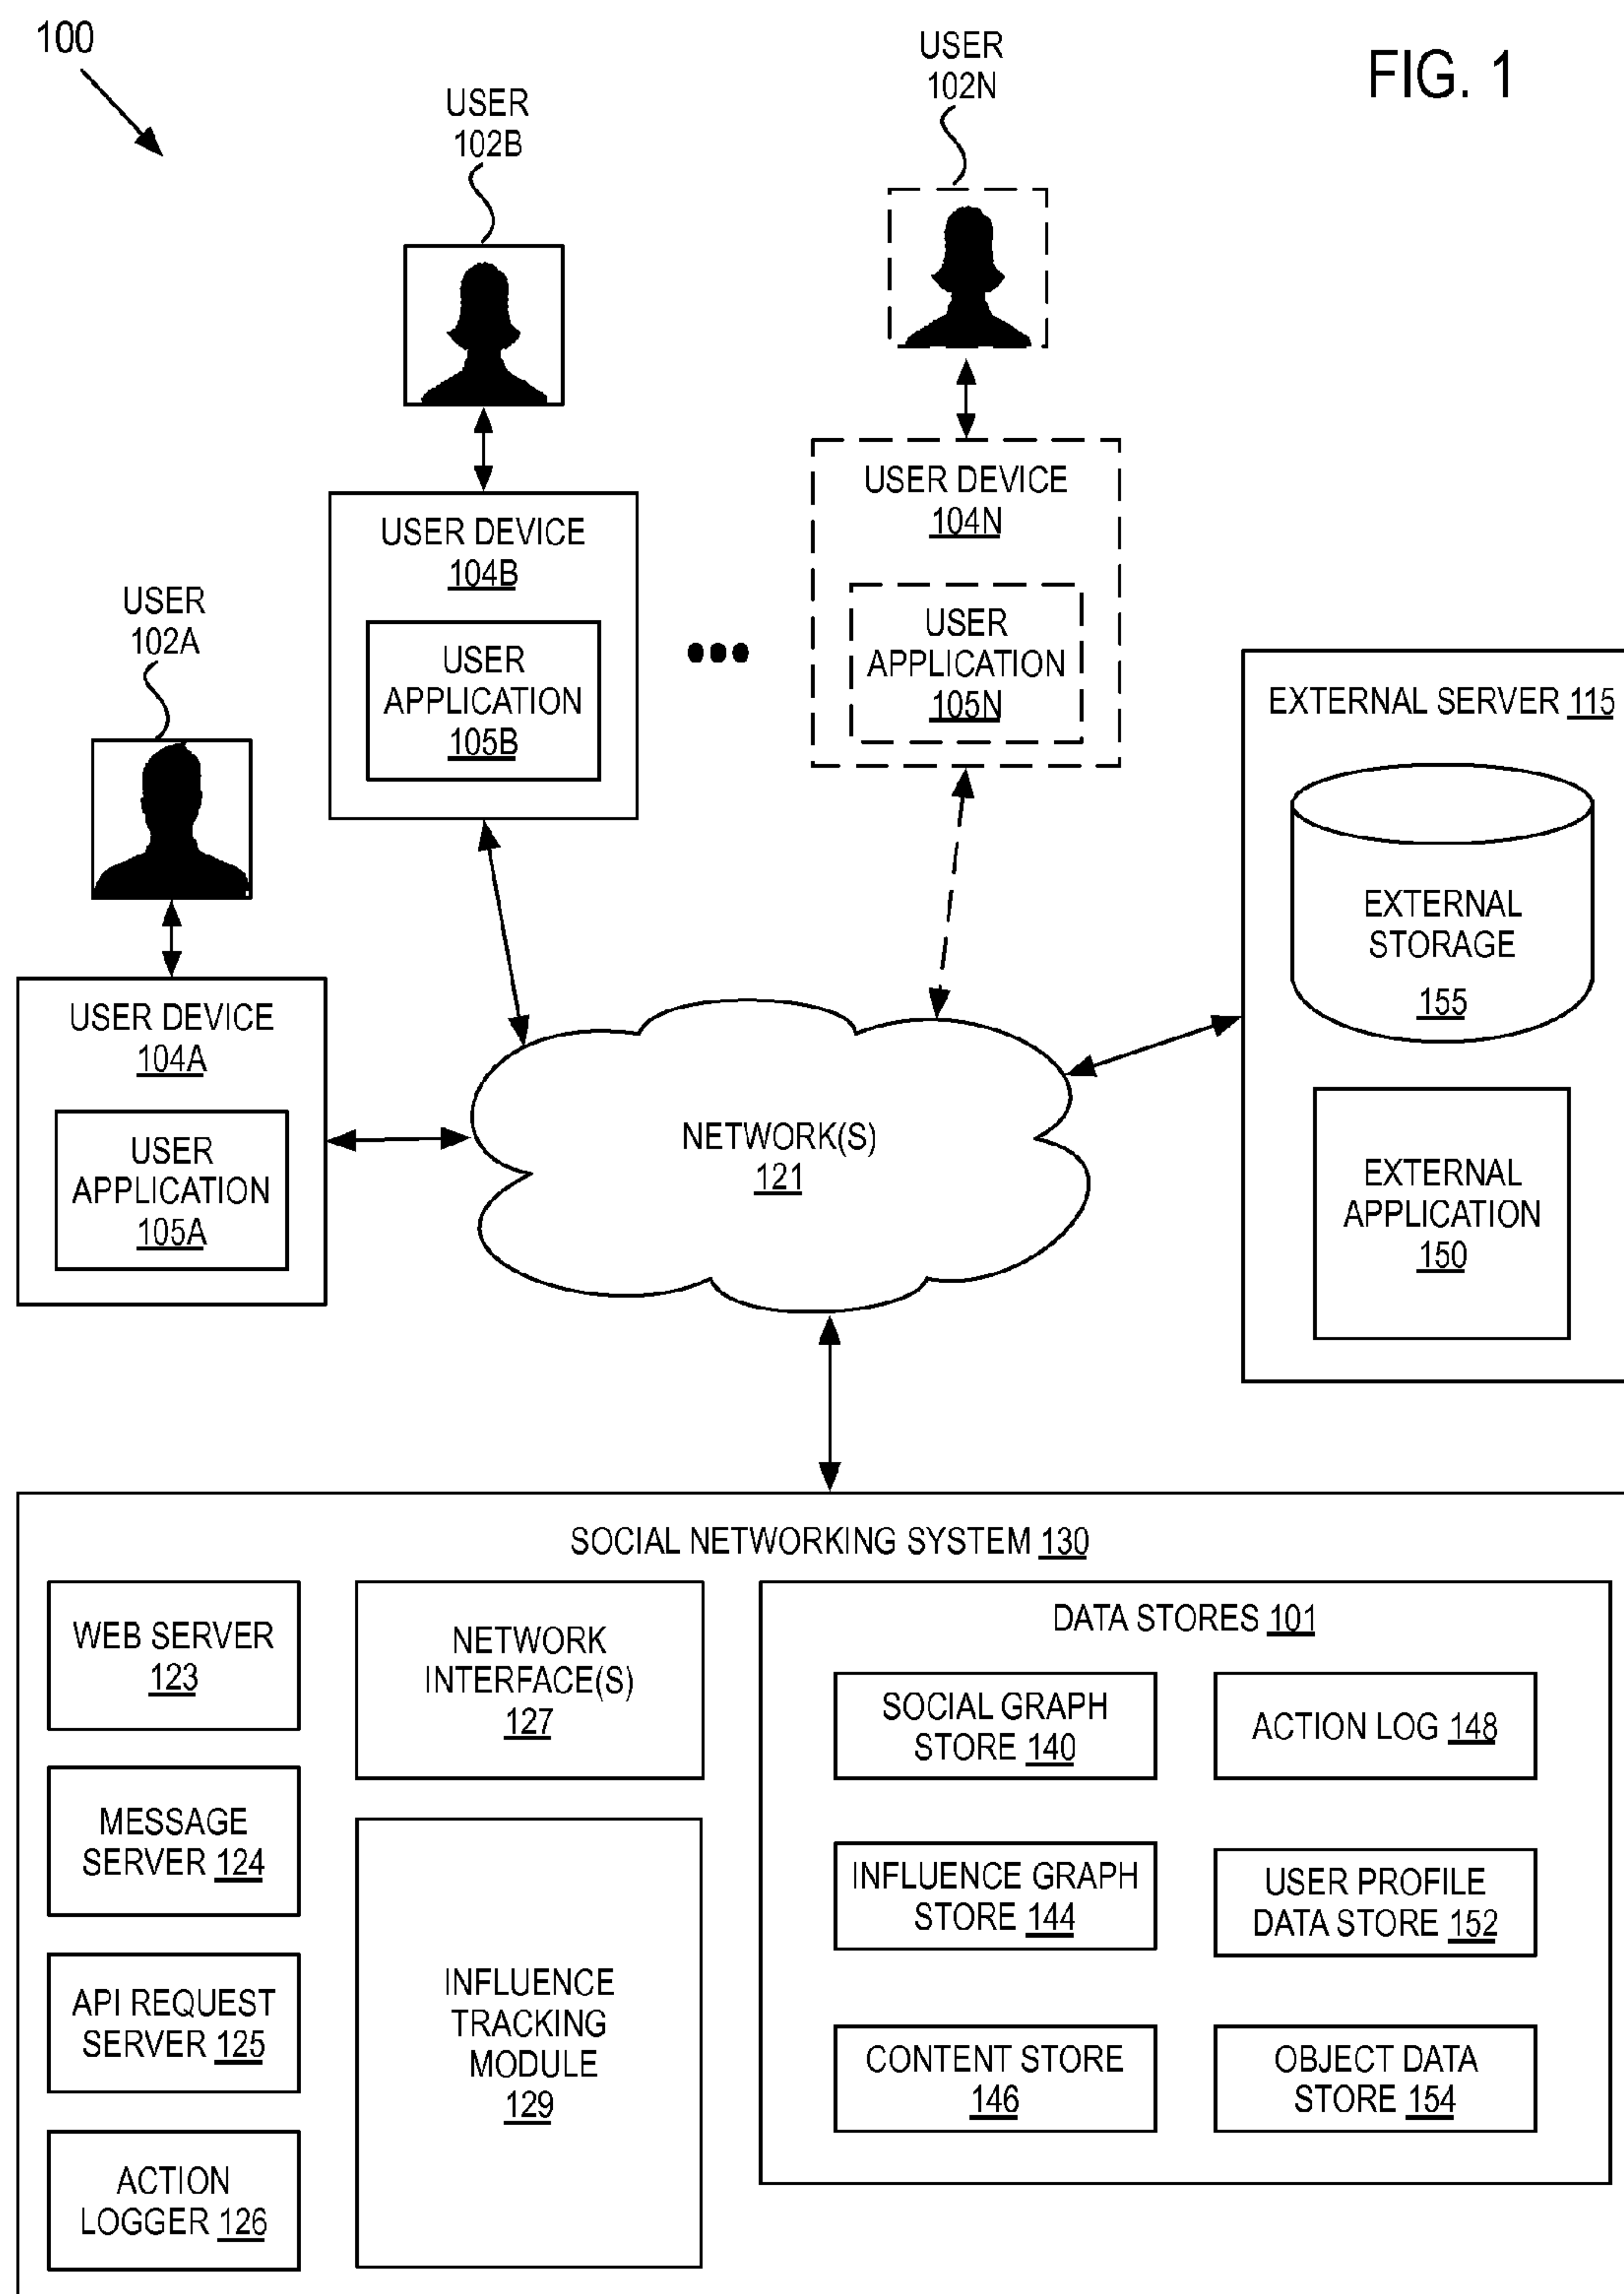 100
FIG. 1
USER
102N
USER
102B
USER DEVICE
104N
USER
APPLICATION
105N
USER DEVICE
104B
USER
APPLICATION
105B
USER
102A
EXTERNAL SERVER 115
EXTERNAL
STORAGE
155
EXTERNAL
APPLICATION
150
USER DEVICE
104A
USER
APPLICATION
105A
NETWORK(S)
121
SOCIAL NETWORKING SYSTEM 130
WEB SERVER
123
MESSAGE
SERVER 124
API REQUEST
SERVER 125
ACTION
LOGGER 126
NETWORK
INTERFACE(S)
127
INFLUENCE
TRACKING
MODULE
129
DATA STORES 101
SOCIAL GRAPH
STORE 140
ACTION LOG 148
INFLUENCE GRAPH
STORE 144
USER PROFILE
DATA STORE 152
CONTENT STORE
146
OBJECT DATA
STORE 154